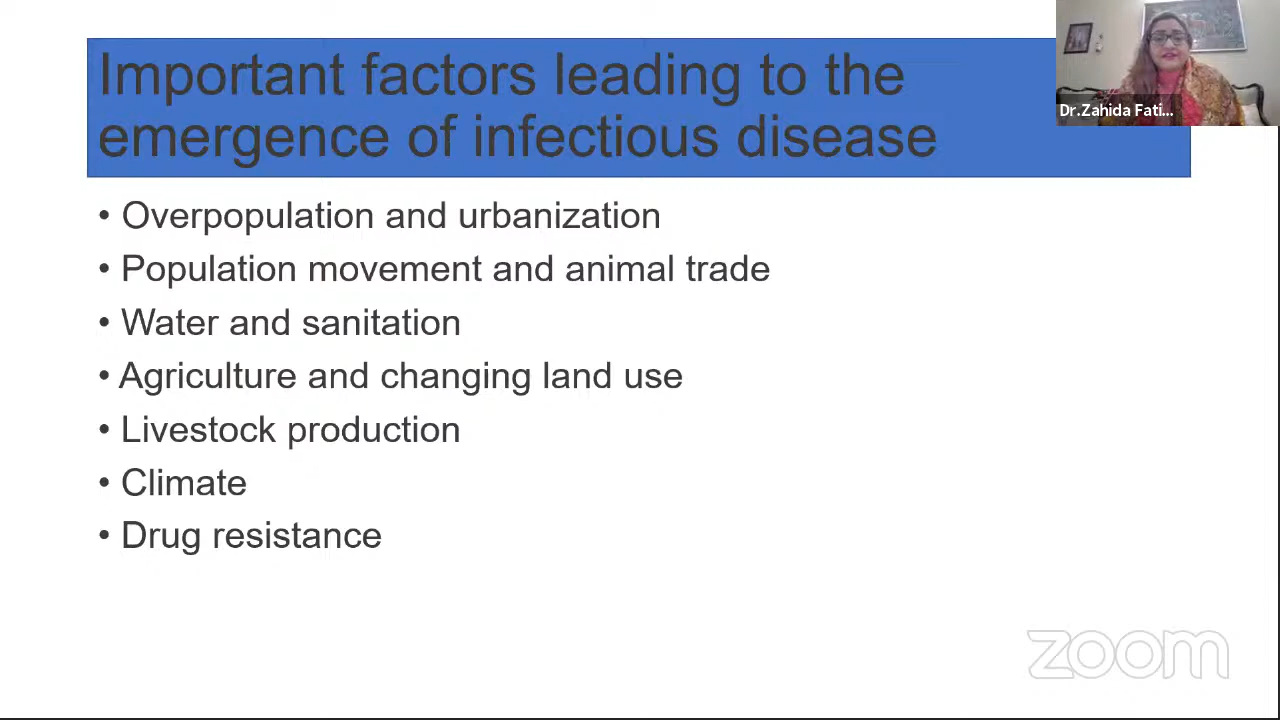 Important factors leading to the
emergence of infectious disease
Dr.Zahida Fati...
• Overpopulation and urbanization
• Population movement and animal trade
• Water and sanitation
• Agriculture and changing land use
• Livestock production
• Climate
• Drug resistance
zoom